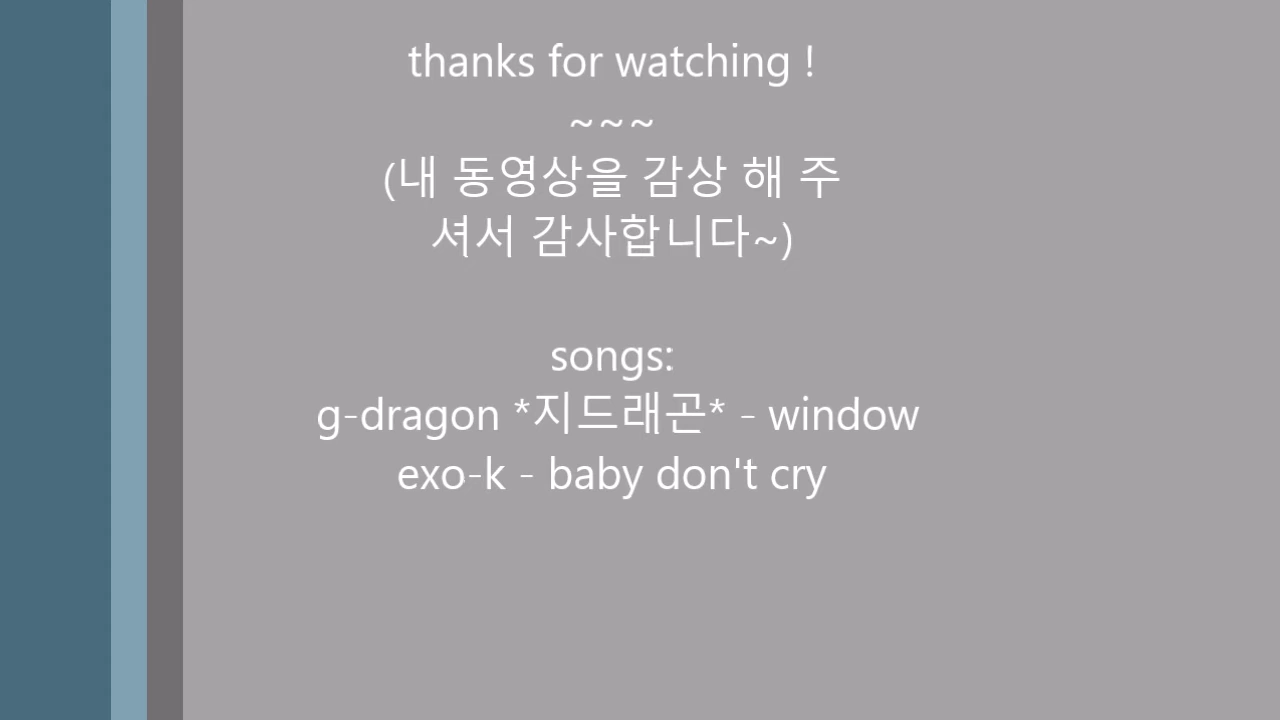 thanks for watching !
~~~
(내 동영상을 감상 해 주
셔서 감사합니다~)
songs:
g-dragon *지드래곤* - window
exo-k - baby don't cry